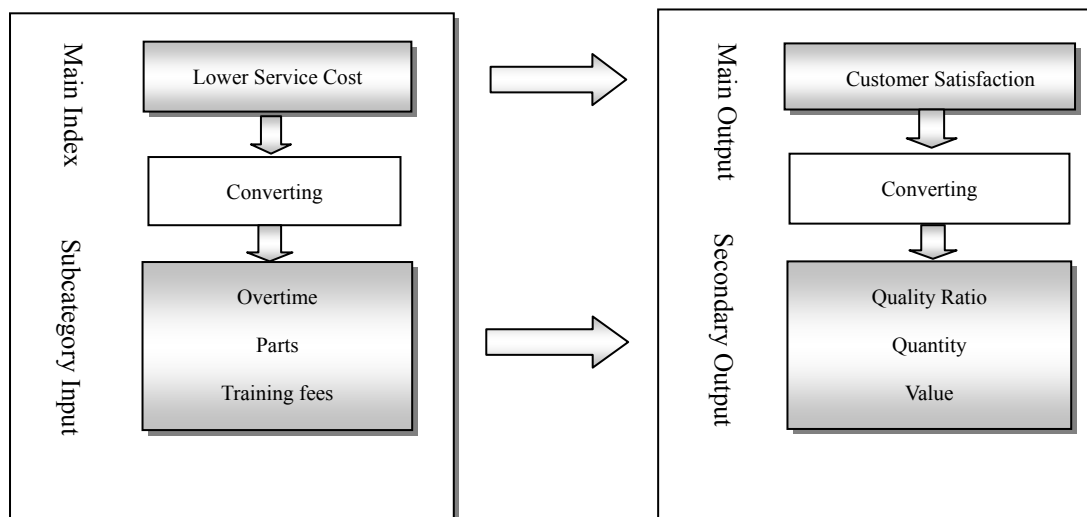 Main Index
Lower Service Cost
Converting
Subcategory Input
Overtime
Parts
Training fees
Main Output
Customer Satisfaction
Converting
Secondary Output
Quality Ratio
Quantity
Value